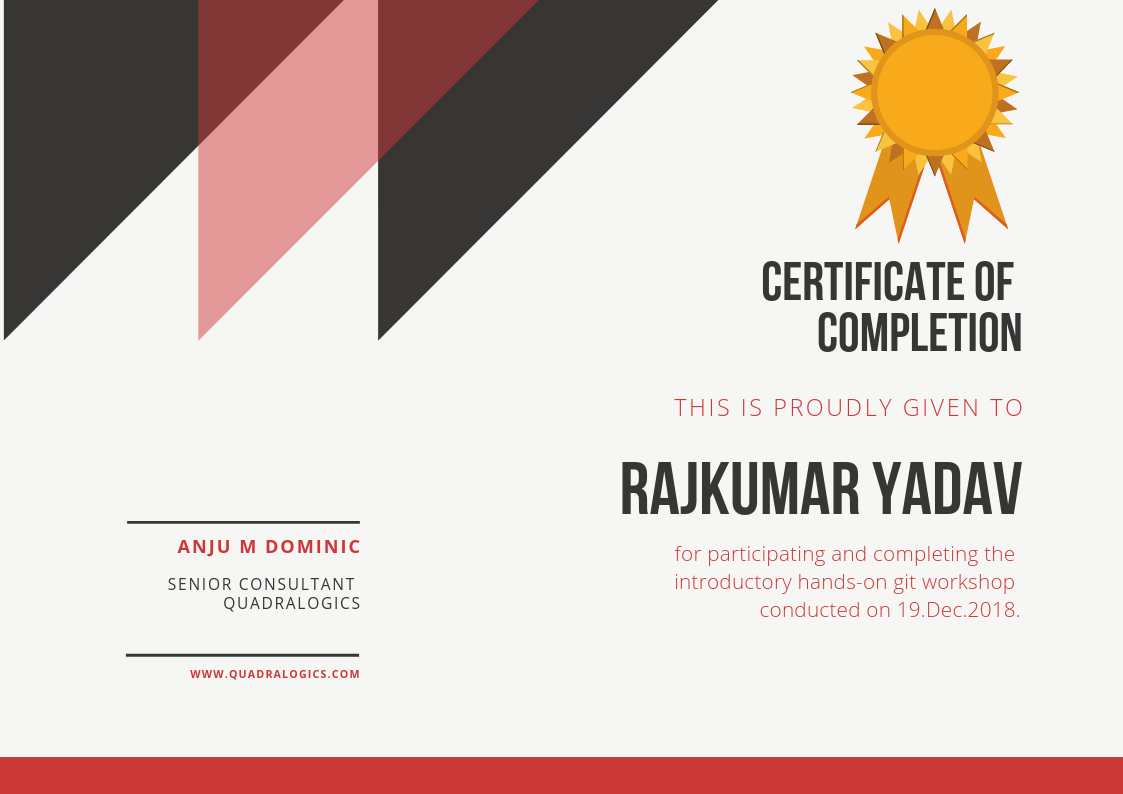 CERTIFICATE OF
COMPLETION
THIS IS PROUDLY GIVEN TO
RAJKUMAR YADAV
for participating and completing the
introductory hands-on git workshop
conducted on 19.Dec.2018.
ANJU M DOMINIC
SENIOR CONSULTANT
QUADRALOGICS
WWW.QUADRALOGICS.COM